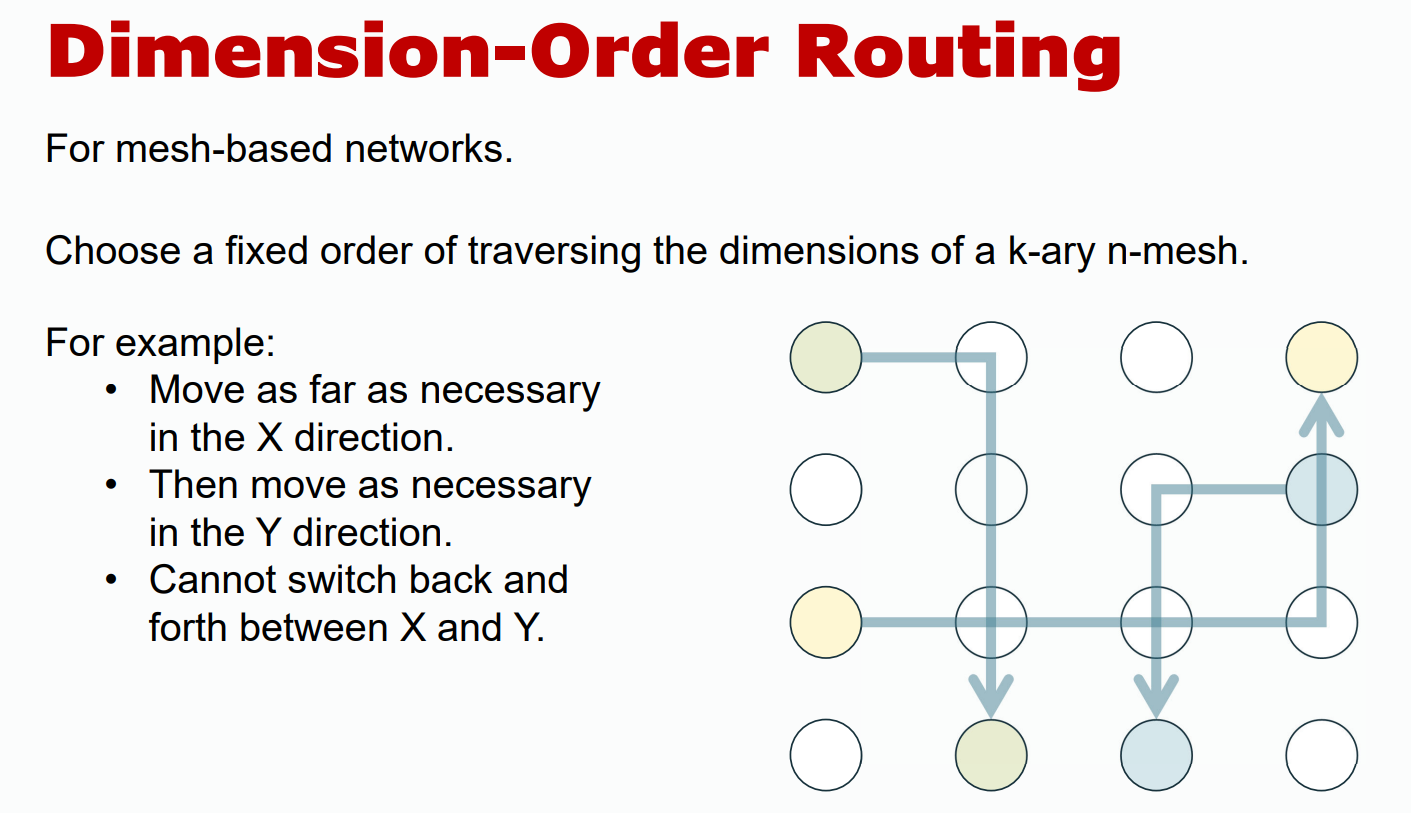 Dimension-Order Routing
For mesh-based networks.
Choose a fixed order of traversing the dimensions of a k-ary n-mesh.
For example:
• Move as far as necessary
in the X direction.
• Then move as necessary
in the Y direction.
• Cannot switch back and
forth between X and Y.